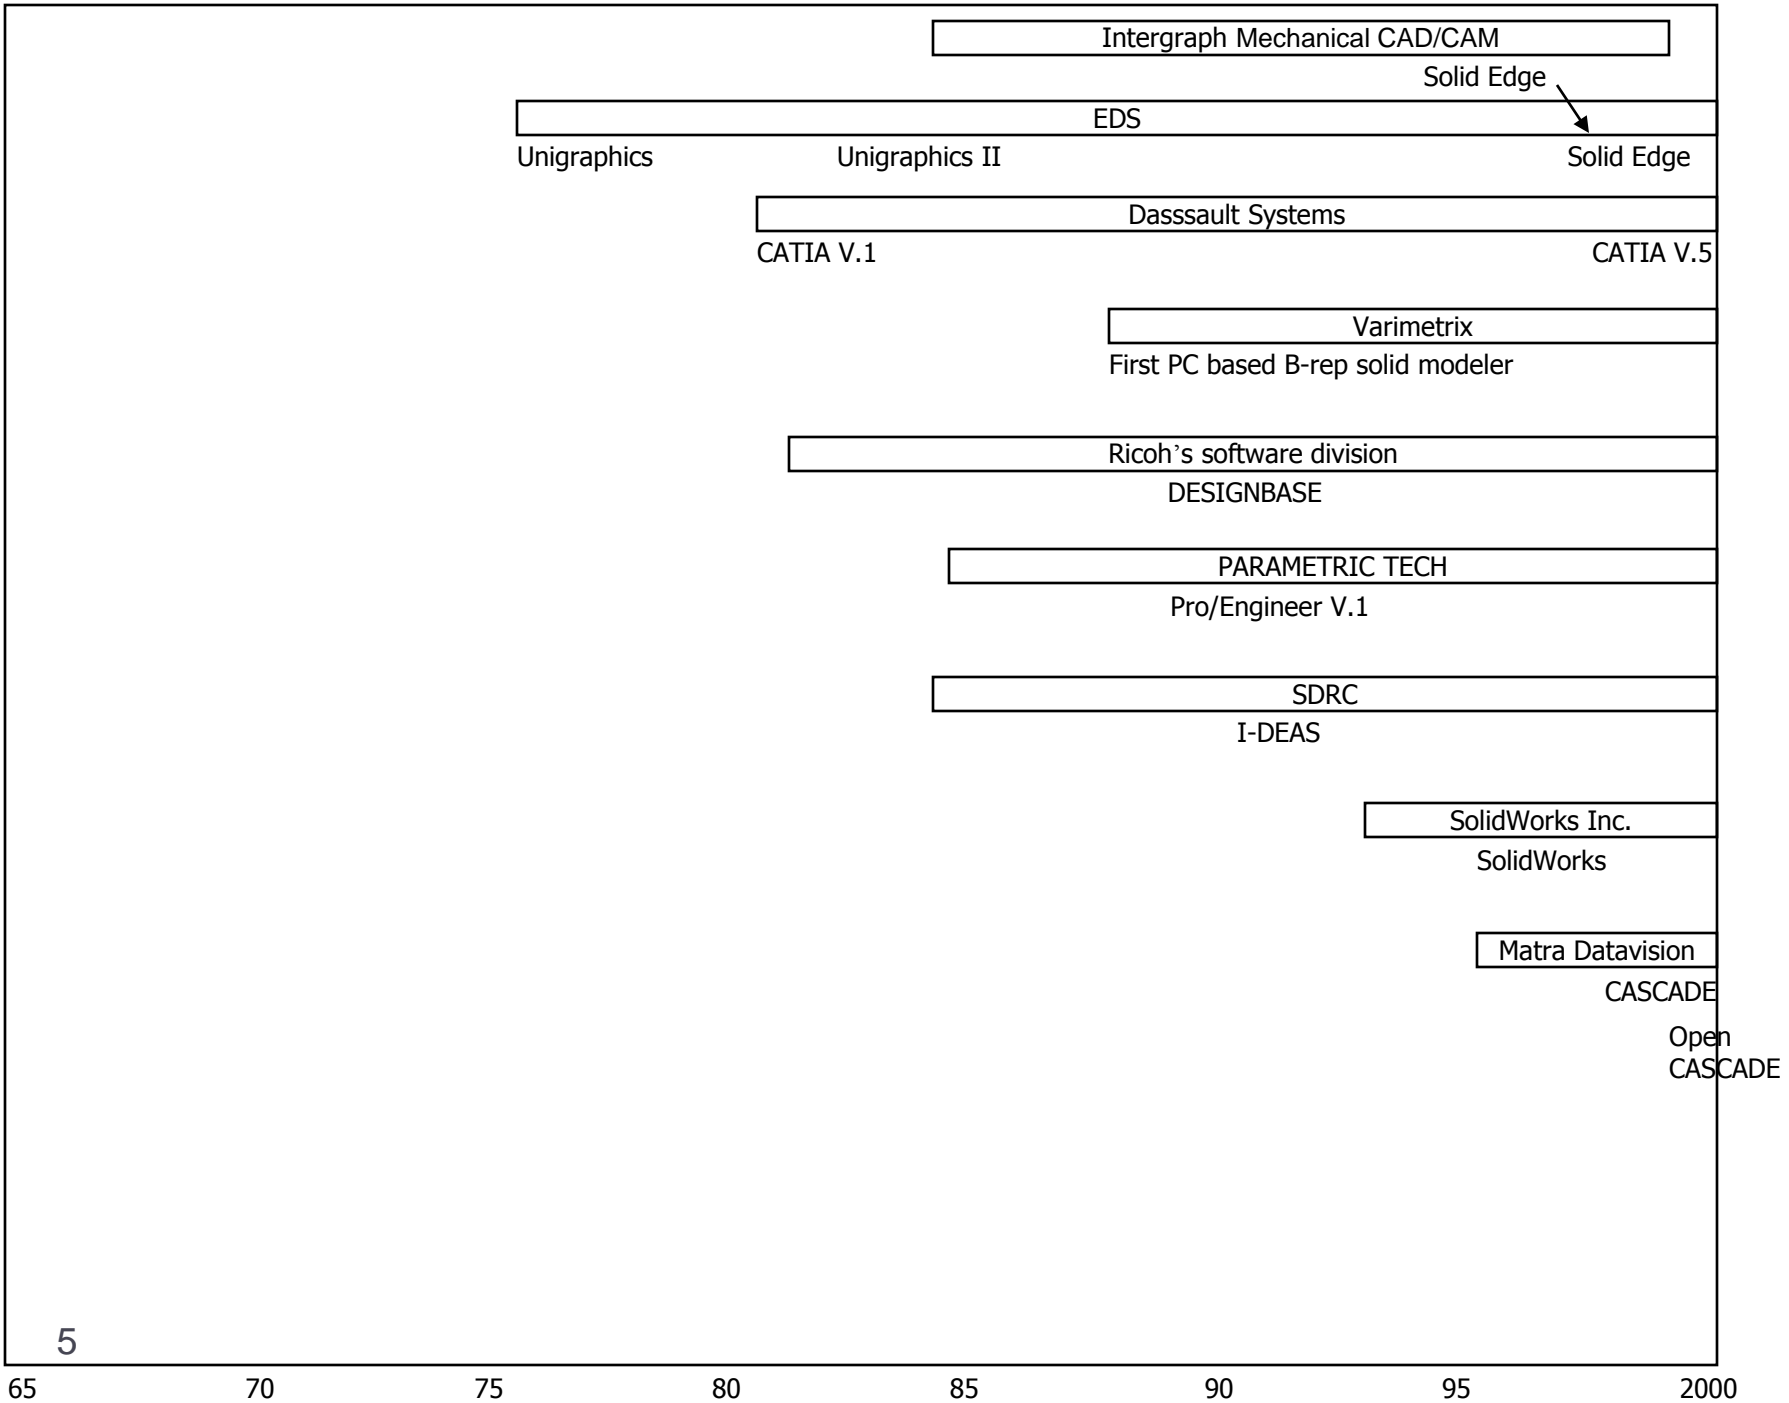 Intergraph Mechanical CAD/CAM
Solid Edge
EDS
Unigraphics
Unigraphics II
Solid Edge
Dasssault Systems
CATIA V.1
CATIA V.5
Varimetrix
First PC based B-rep solid modeler
Ricoh’s software division
DESIGNBASE
PARAMETRIC TECH
Pro/Engineer V.1
SDRC
I-DEAS
SolidWorks Inc.
SolidWorks
Matra Datavision
CASCADE
Open
CASCADE
5
65 70 75 80 85 90 95 2000